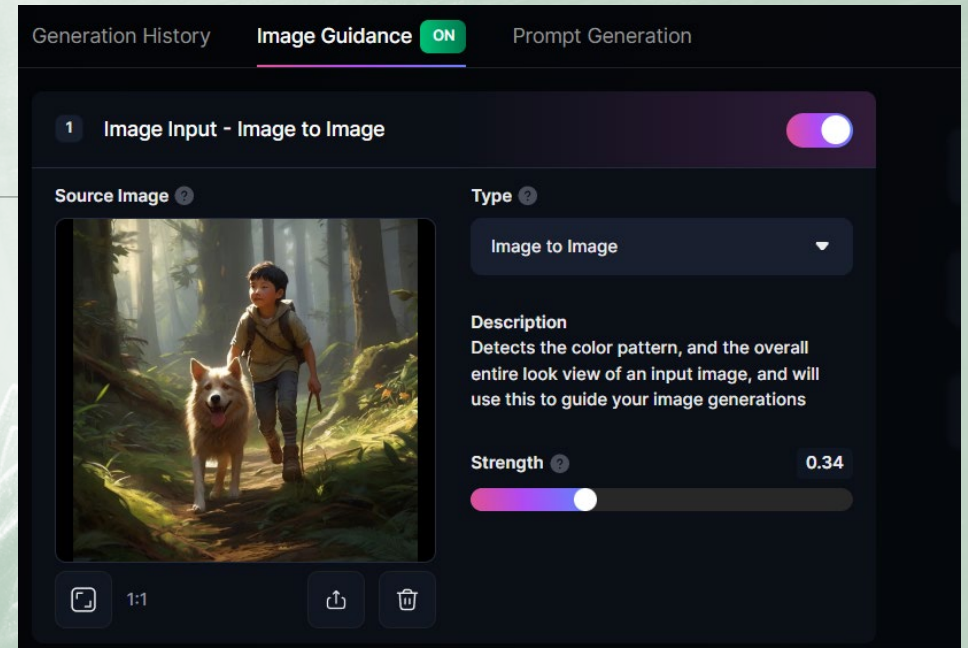 Generation History Image Guidance ON Prompt Generation
1 Image Input - Image to Image
Source Image ?
Type ?
Image to Image
Description
Detects the color pattern, and the overall
entire look view of an input image, and will
use this to guide your image generations
Strength ? 0.34
1:1